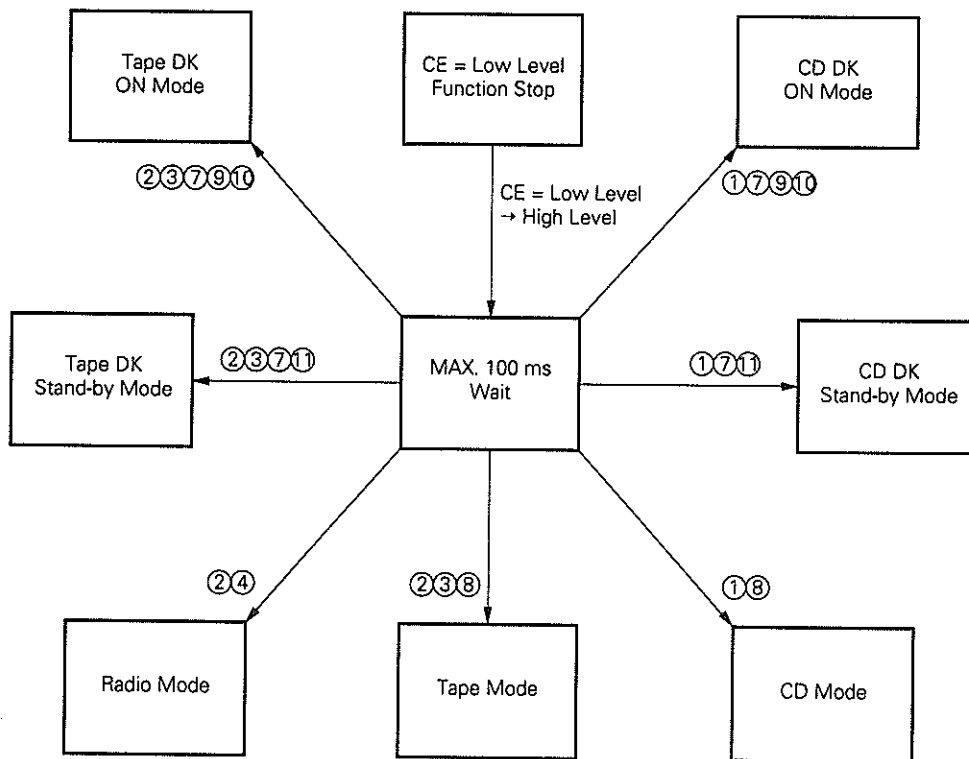 Tape DK
ON Mode
CE = Low Level
Function Stop
CD DK
ON Mode
②③⑦⑨⑩
CE = Low Level
→ High Level
①⑦⑨⑩
Tape DK
Stand-by Mode
②③⑦⑪
MAX. 100 ms
Wait
①⑦⑪
CD DK
Stand-by Mode
②④
②③⑧
①⑧
Radio Mode
Tape Mode
CD Mode